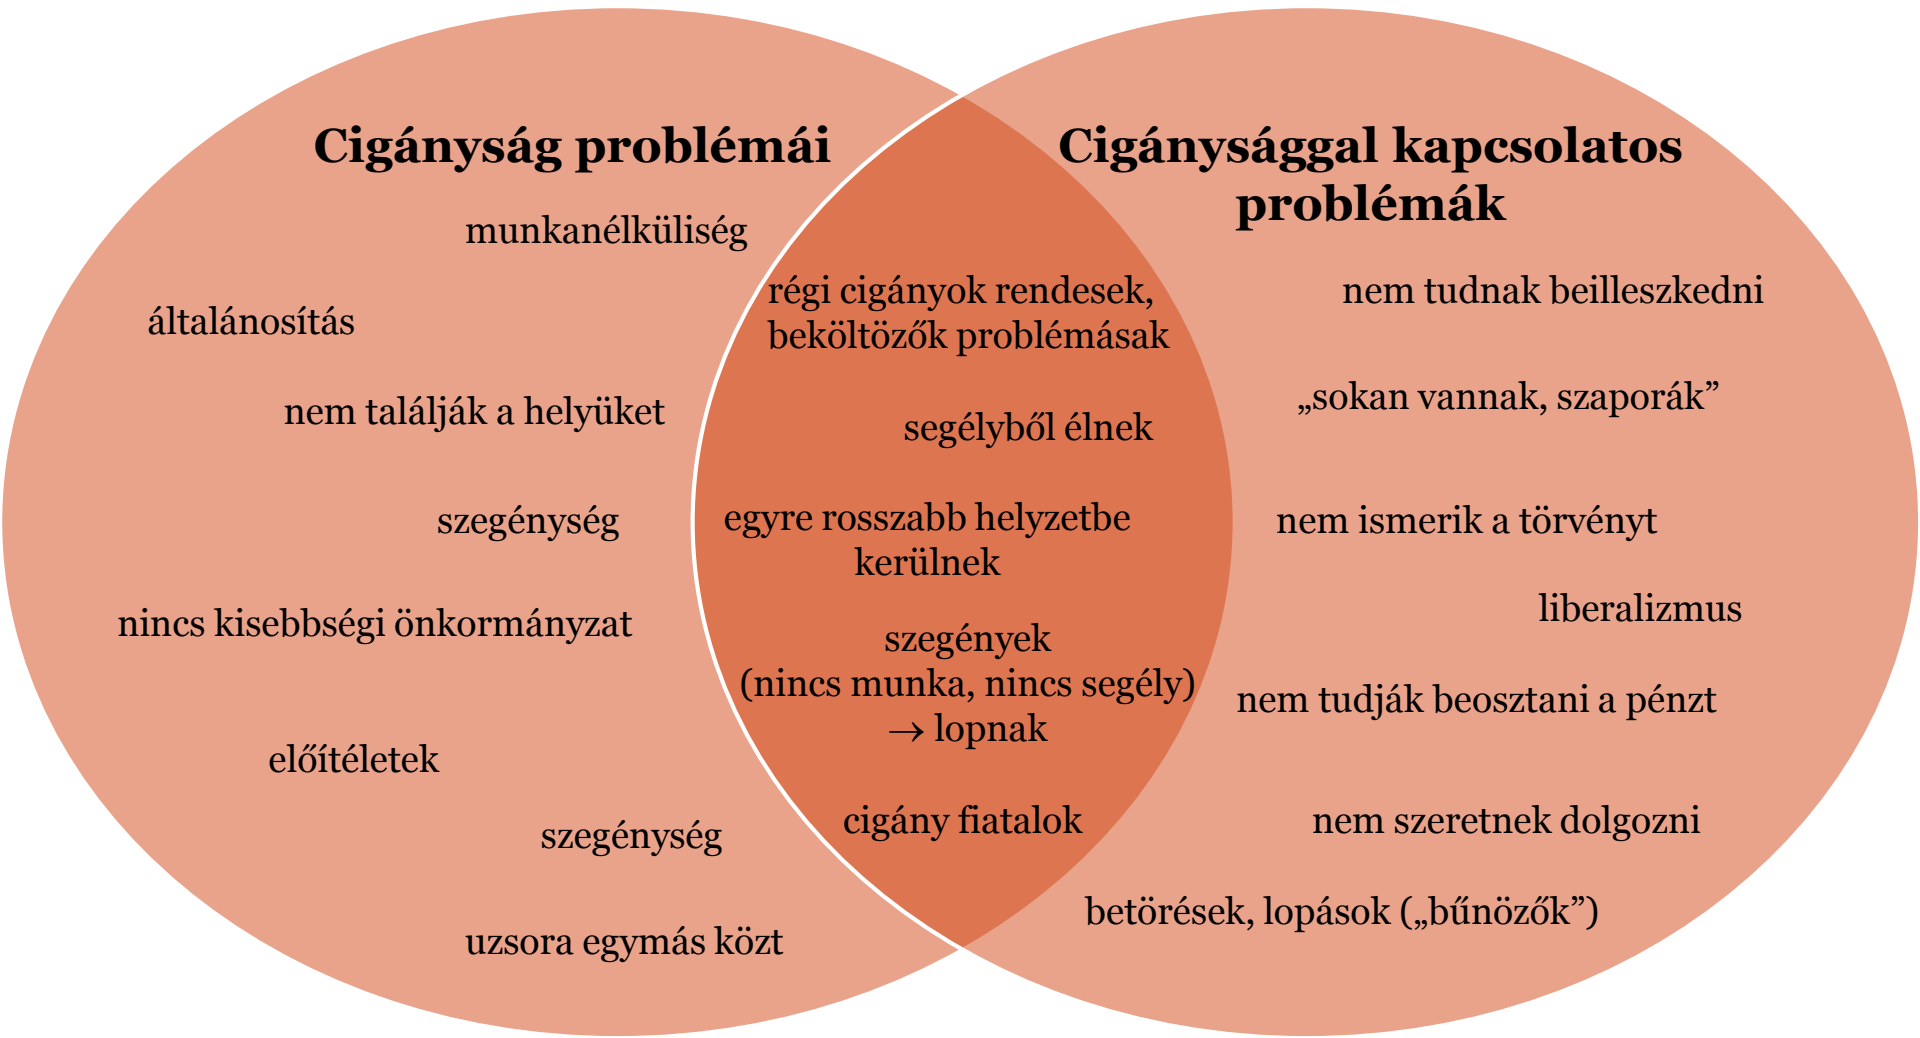 Cigányság problémái
munkanélküliség
általánosítás
nem találják a helyüket
szegénység
nincs kisebbségi önkormányzat
előítéletek
szegénység
uzsora egymás közt
régi cigányok rendesek,
beköltözők problémásak
segélyből élnek
egyre rosszabb helyzetbe
kerülnek
szegények
(nincs munka, nincs segély)
→ lopnak
cigány fiatalok
Cigánysággal kapcsolatos
problémák
nem tudnak beilleszkedni
„sokan vannak, szaporák”
nem ismerik a törvényt
liberalizmus
nem tudják beosztani a pénzt
nem szeretnek dolgozni
betörések, lopások („bűnözők”)